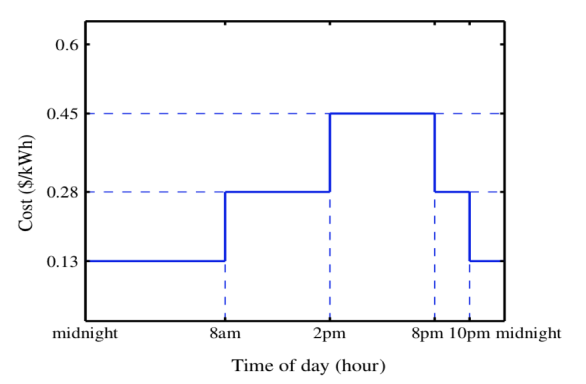 0.6
0.45
0.28
0.13
Cost ($/kWh)
midnight 8am 2pm 8pm 10pm midnight
Time of day (hour)